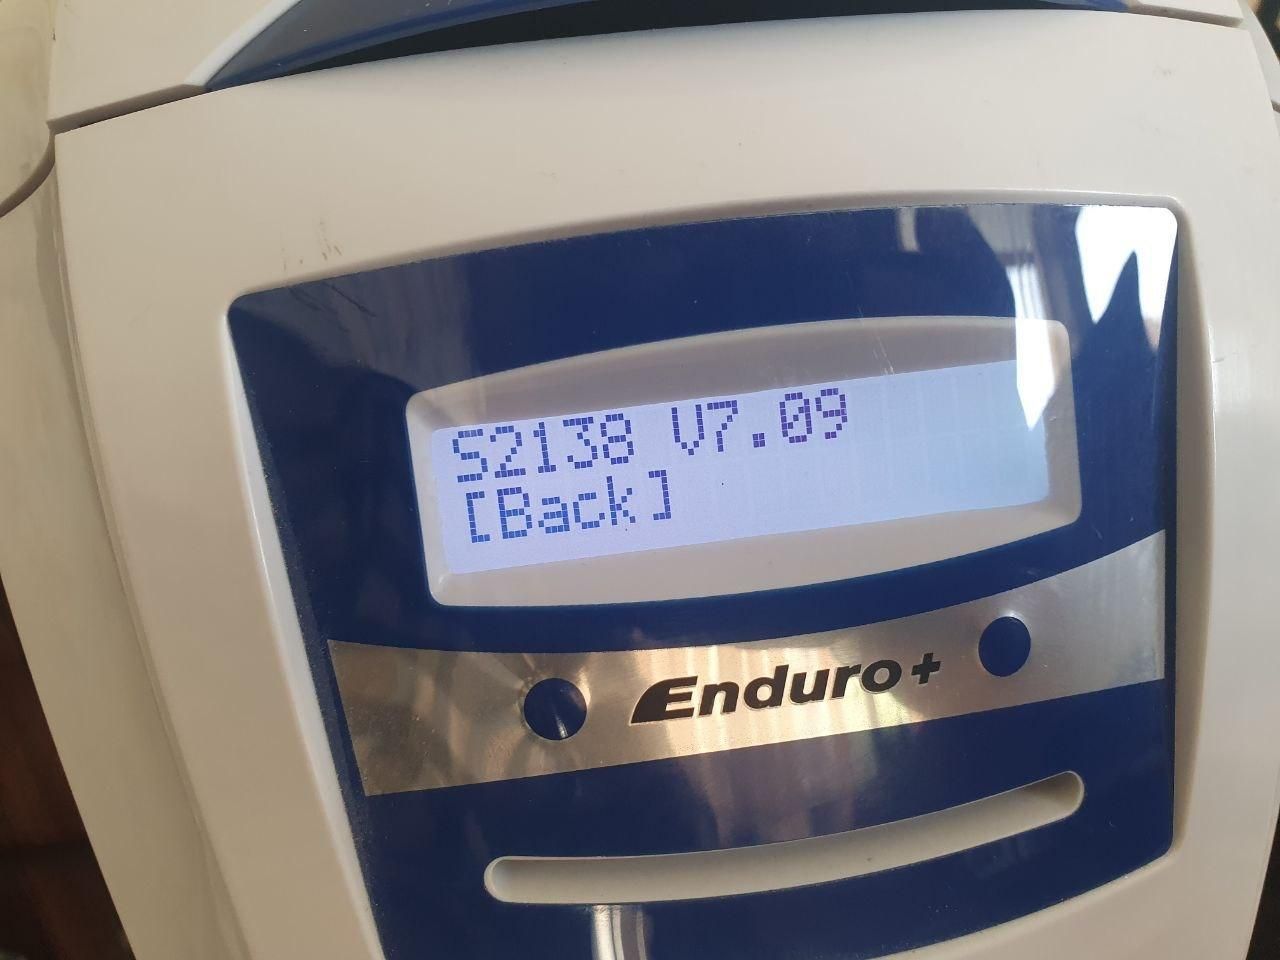 S2138 V7.09
[Back]
Enduro+